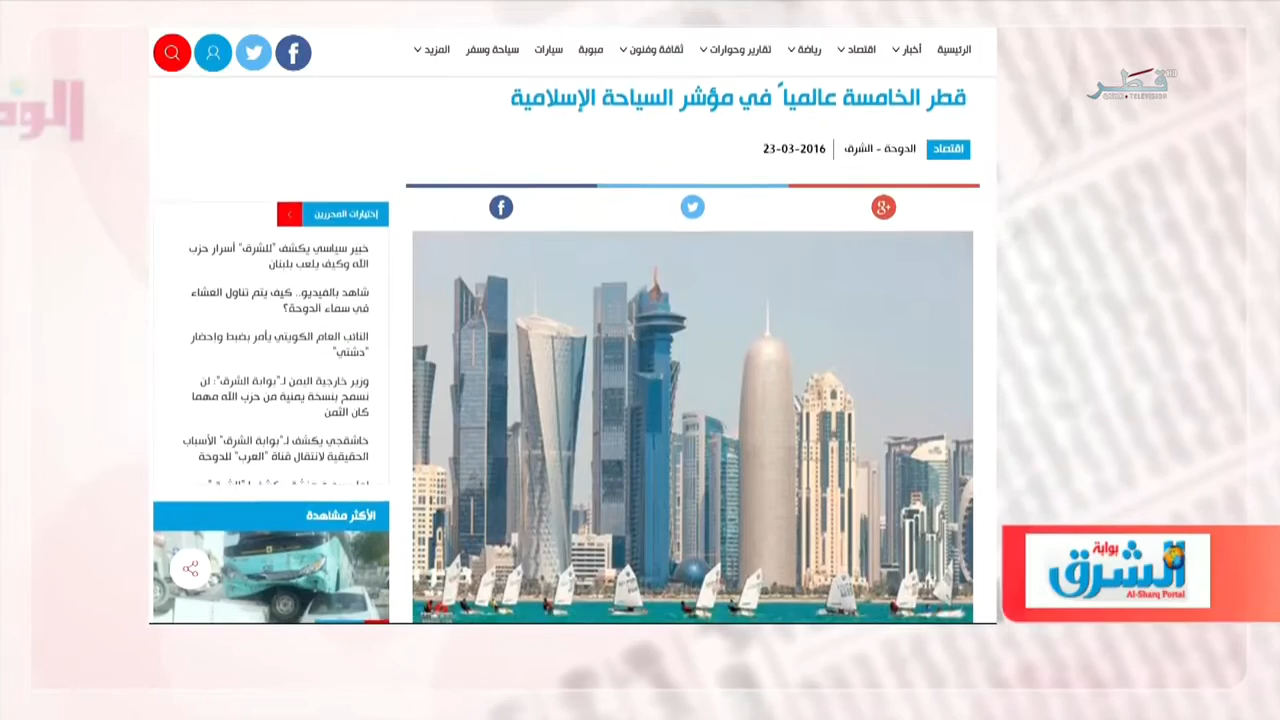 الرئيسية أخبار اقتصاد رياضة تقارير وحوارات ثقافة وفنون مبوبة سيارات سياحة وسفر المزيد
قطر الخامسة عالمياً في مؤشر السياحة الإسلامية
قطر
QATAR TELEVISION
HD
اقتصاد الدوحة - الشرق 23-03-2016
إختيارات المحررين
خبير سياسي يكشف "للشرق" أسرار حزب
الله وكيف يلعب بلبنان
شاهد بالفيديو.. كيف يتم تناول العشاء
في سماء الدوحة؟
النائب العام الكويتي يأمر بضبط واحضار
"دشتي"
وزير خارجية اليمن لـ"بوابة الشرق": لن
نسمح بنسخة يمنية من حزب الله مهما
كان الثمن
خاشقجي يكشف لـ"بوابة الشرق" الأسباب
الحقيقية لانتقال قناة "العرب" للدوحة
الأكثر مشاهدة
بوابة
الشرق
Al-Sharq Portal